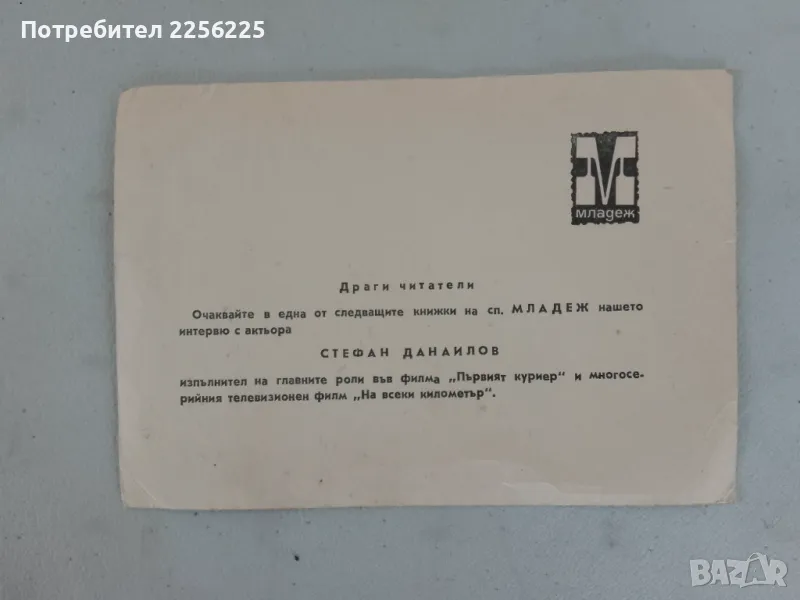 Потребител 2256225
младеж
Драги читатели
Очаквайте в една от следващите книжки на сп. МЛАДЕЖ нашето
интервю с актьора
СТЕФАН ДАНАИЛОВ
изпълнител на главните роли във филма „Първият куриер“ и многосе-
рийния телевизионен филм „На всеки километър“.
BAZAR